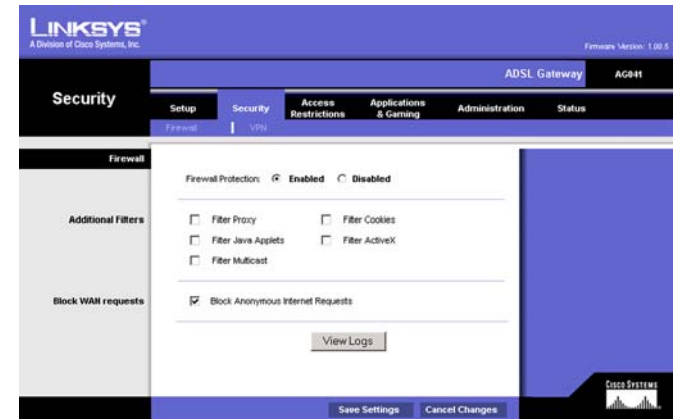 LINKSYS®
A Division of Cisco Systems, Inc.
Firmware Version: 1.00.5
ADSL Gateway AG041
Security
Setup Security Access Restrictions Applications & Gaming Administration Status
Firewall VPN
Firewall
Firewall Protection: Enabled Disabled
Additional Filters
Filter Proxy Filter Cookies
Filter Java Applets Filter ActiveX
Filter Multicast
Block WAN requests
Block Anonymous Internet Requests
View Logs
Save Settings Cancel Changes
CISCO SYSTEMS